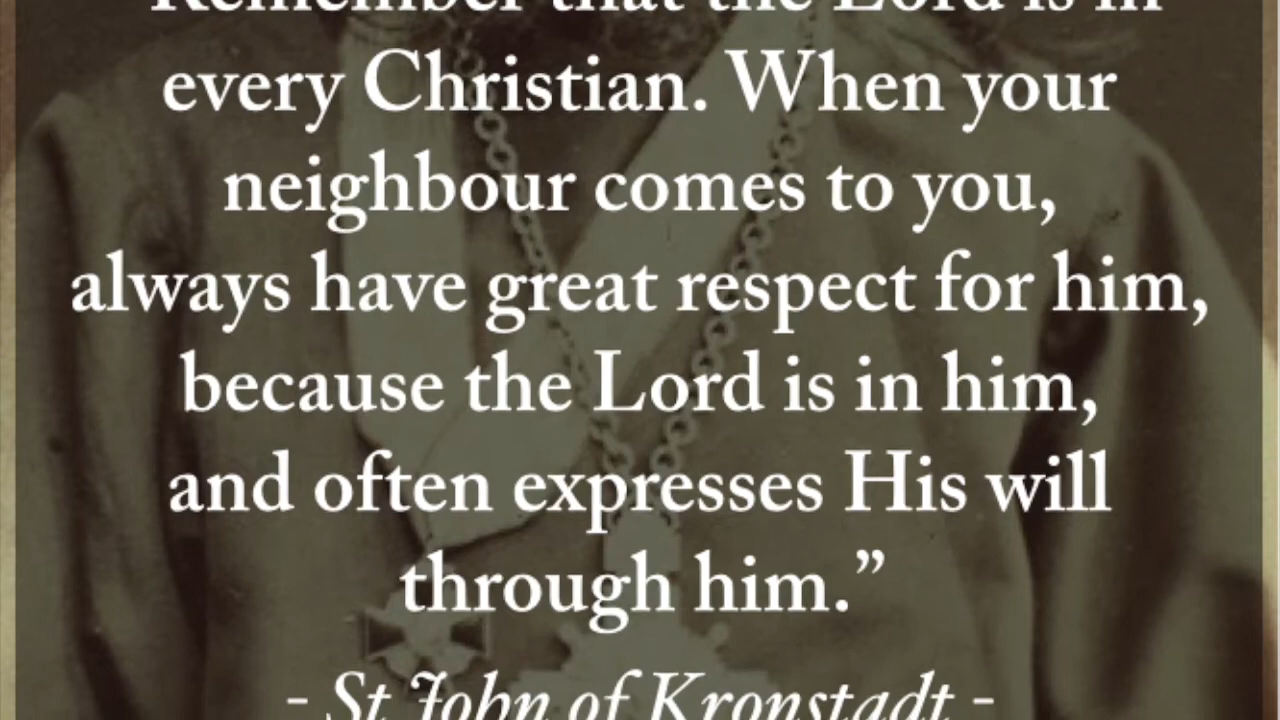 Remember that the Lord is in
every Christian. When your
neighbour comes to you,
always have great respect for him,
because the Lord is in him,
and often expresses His will
through him.”
- St John of Kronstadt -